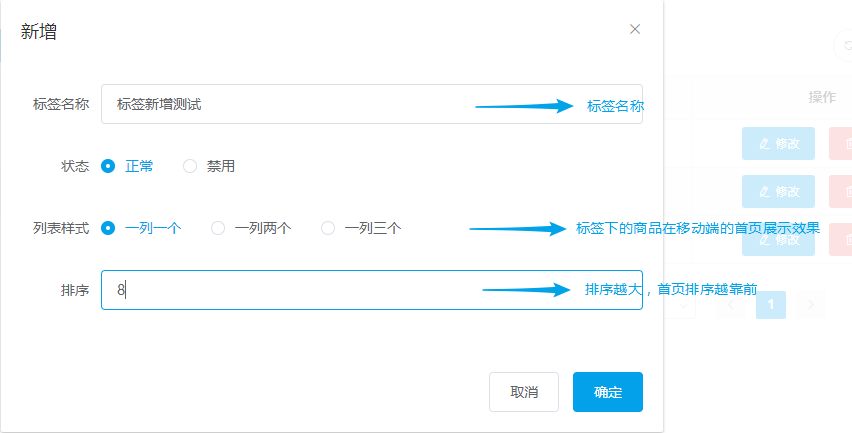 新增
标签名称 标签新增测试 标签名称
操作
状态 正常 禁用
修改
修改
列表样式 一列一个 一列两个 一列三个 标签下的商品在移动端的首页展示效果
修改
排序 8 排序越大，首页排序越靠前
1
取消 确定